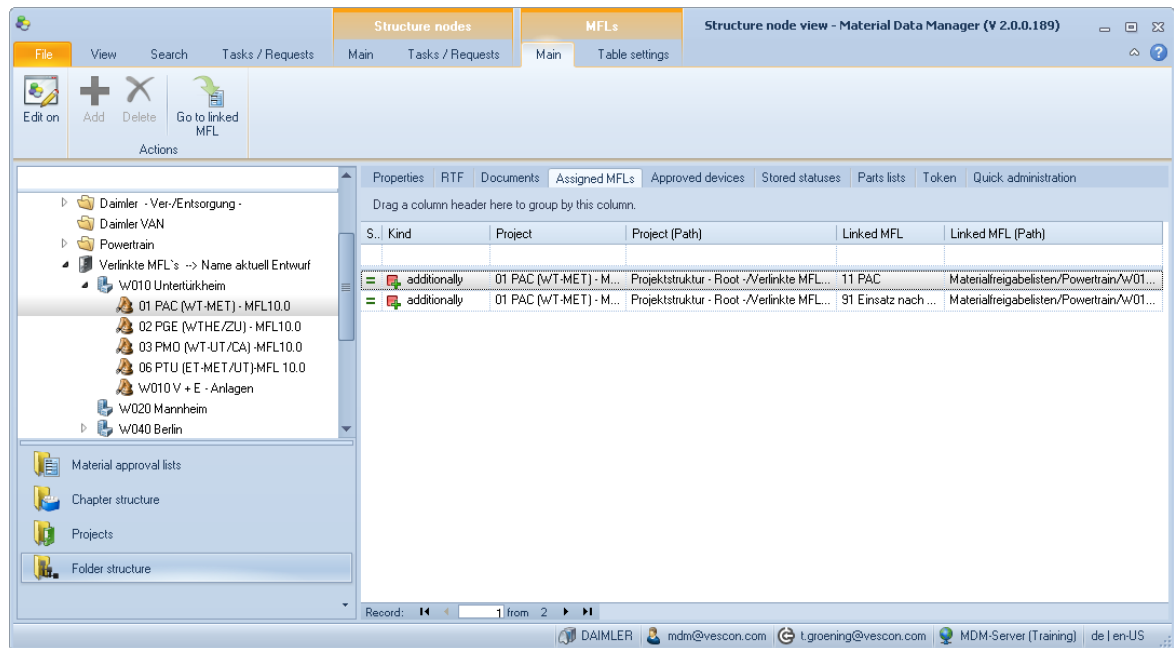 Structure nodes MFLs Structure node view - Material Data Manager (V 2.0.0.189)
File View Search Tasks / Requests Main Tasks / Requests Main Table settings
Edit on Add Delete Go to linked
MFL
Actions
Properties RTF Documents Assigned MFLs Approved devices Stored statuses Parts lists Token Quick administration
Drag a column header here to group by this column.
S.. Kind Project Project (Path) Linked MFL Linked MFL (Path)
= additionally 01 PAC (WT-MET) - M... Projektstruktur - Root -/Verlinkte MFL... 11 PAC Materialfreigabelisten/Powertrain/W01...
= additionally 01 PAC (WT-MET) - M... Projektstruktur - Root -/Verlinkte MFL... 91 Einsatz nach ... Materialfreigabelisten/Powertrain/W01...
Daimler - Ver-/Entsorgung -
Daimler VAN
Powertrain
Verlinkte MFL`s --> Name aktuell Entwurf
W010 Untertürkheim
01 PAC (WT-MET) - MFL10.0
02 PGE (WTHE/ZU) - MFL10.0
03 PMO (WT-UT/CA) -MFL10.0
06 PTU (ET-MET/UT)-MFL 10.0
W010 V + E - Anlagen
W020 Mannheim
W040 Berlin
Material approval lists
Chapter structure
Projects
Folder structure
Record: 1 from 2
DAIMLER mdm@vescon.com t.groening@vescon.com MDM-Server (Training) de | en-US